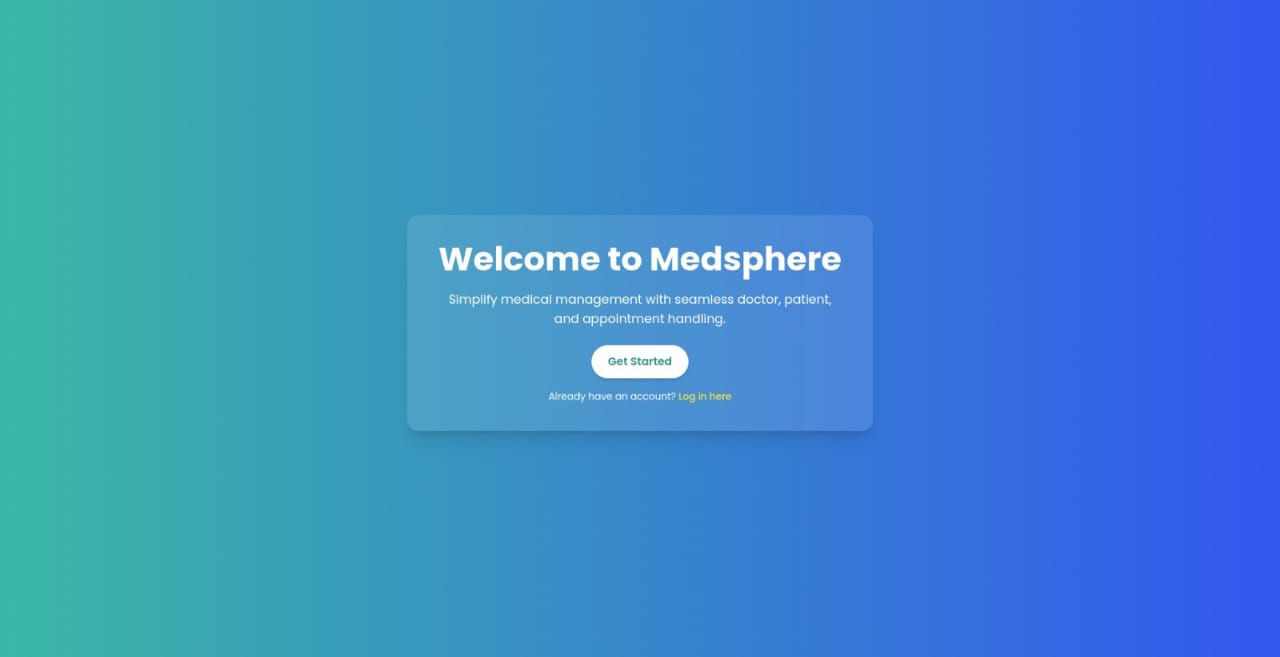 Welcome to Medsphere
Simplify medical management with seamless doctor, patient,
and appointment handling.
Get Started
Already have an account? Log in here